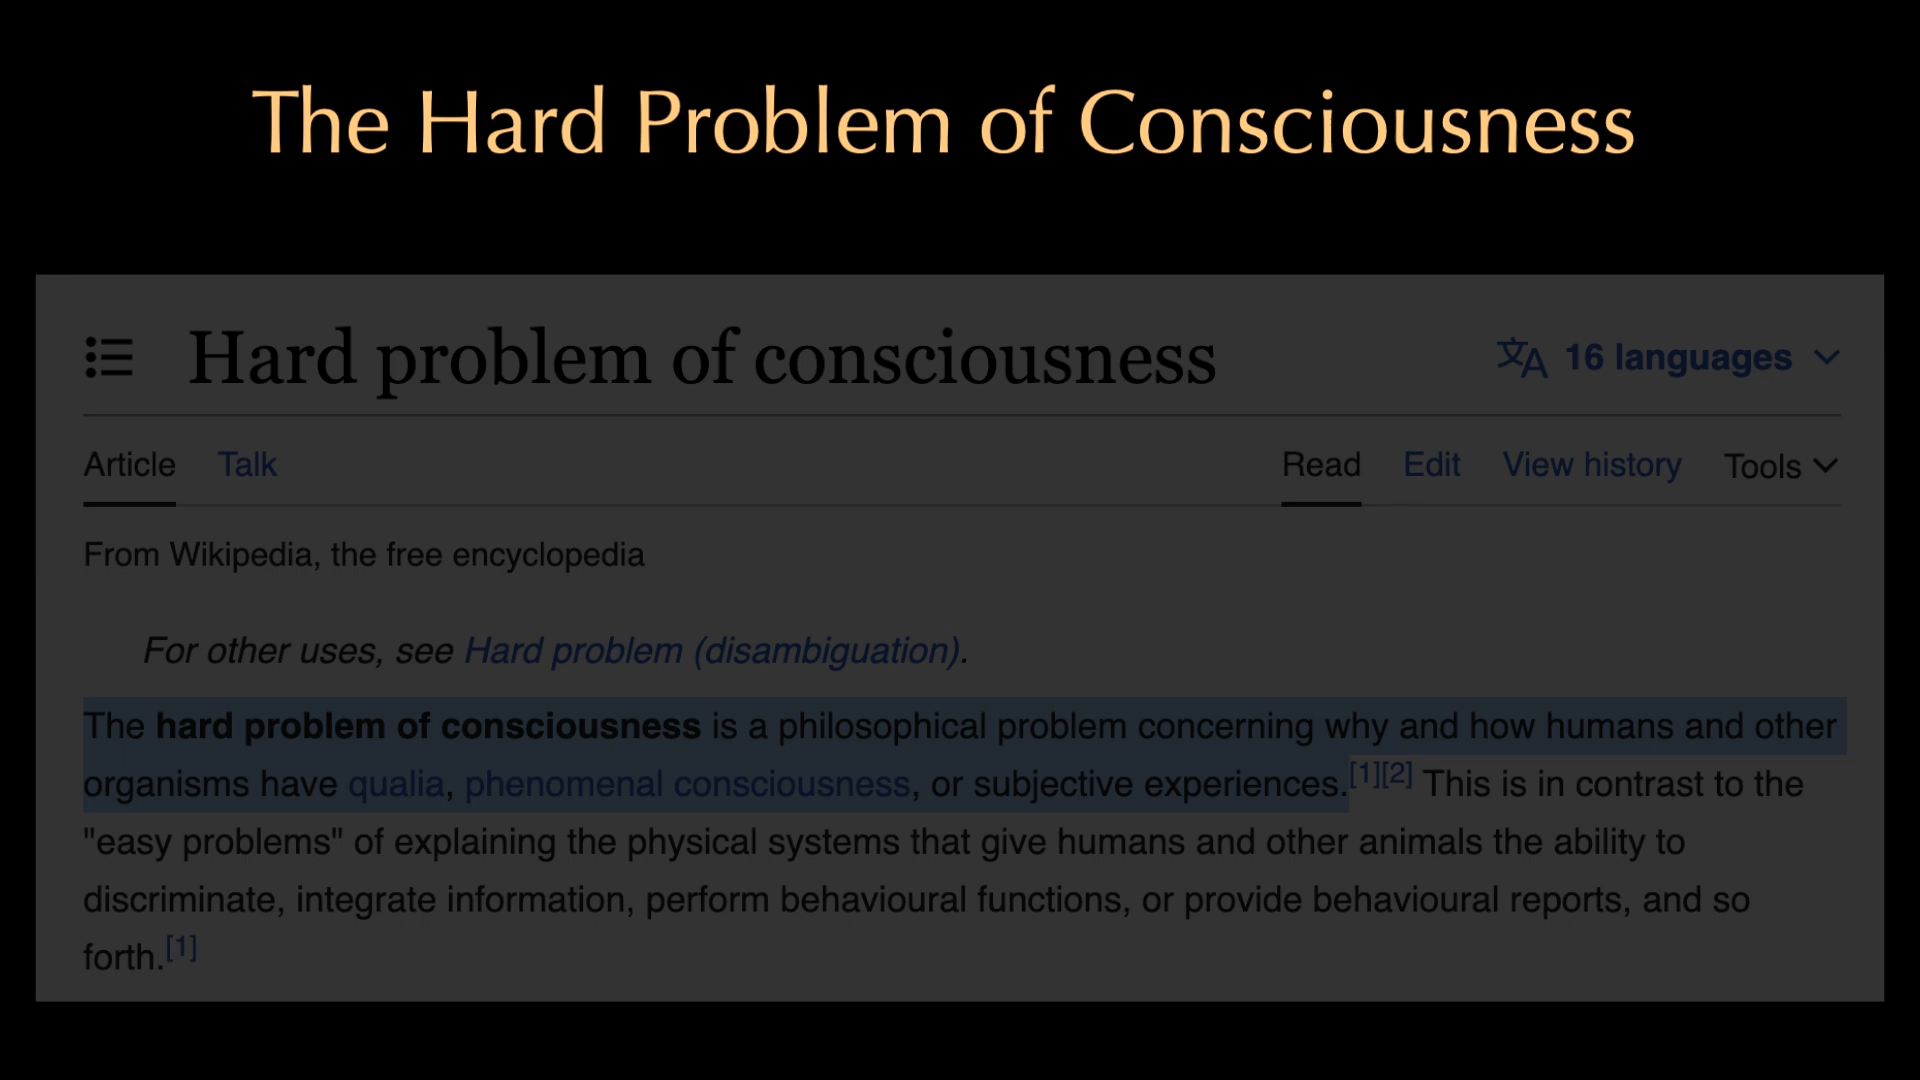 The Hard Problem of Consciousness
Hard problem of consciousness
16 languages
Article Talk Read Edit View history Tools
From Wikipedia, the free encyclopedia
For other uses, see Hard problem (disambiguation).
The hard problem of consciousness is a philosophical problem concerning why and how humans and other
organisms have qualia, phenomenal consciousness, or subjective experiences.[1][2] This is in contrast to the
"easy problems" of explaining the physical systems that give humans and other animals the ability to
discriminate, integrate information, perform behavioural functions, or provide behavioural reports, and so
forth.[1]